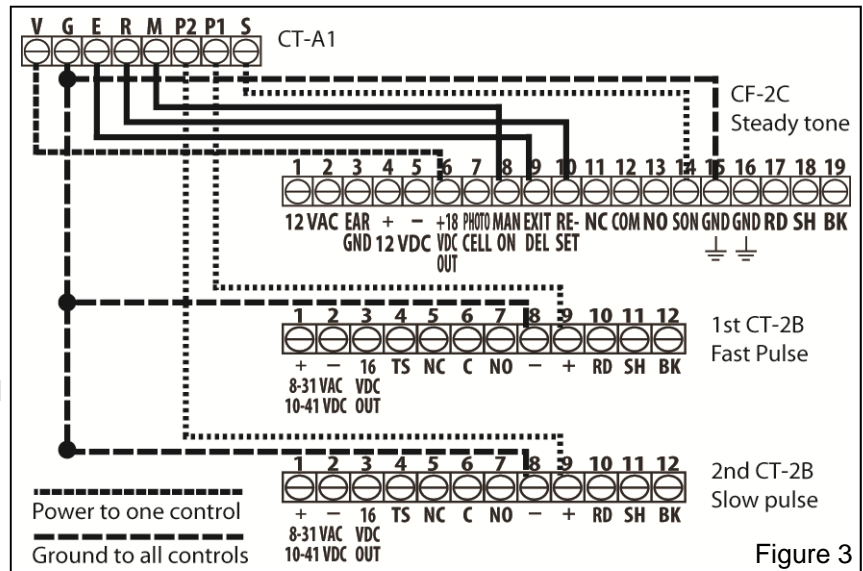 V G E R M P2 P1 S
CT-A1
CF-2C
Steady tone
1 2 3 4 5 6 7 8 9 10 11 12 13 14 15 16 17 18 19
12 VAC EAR + − +18 PHOTO MAN EXIT RE- NC COM NO SON GND GND RD SH BK
GND 12 VDC VDC CELL ON DEL SET
OUT
1 2 3 4 5 6 7 8 9 10 11 12
1st CT-2B
Fast Pulse
+ − 16 TS NC C NO − + RD SH BK
8-31 VAC VDC
10-41 VDC OUT
1 2 3 4 5 6 7 8 9 10 11 12
2nd CT-2B
Slow pulse
+ − 16 TS NC C NO − + RD SH BK
8-31 VAC VDC
10-41 VDC OUT
Power to one control
Ground to all controls
Figure 3